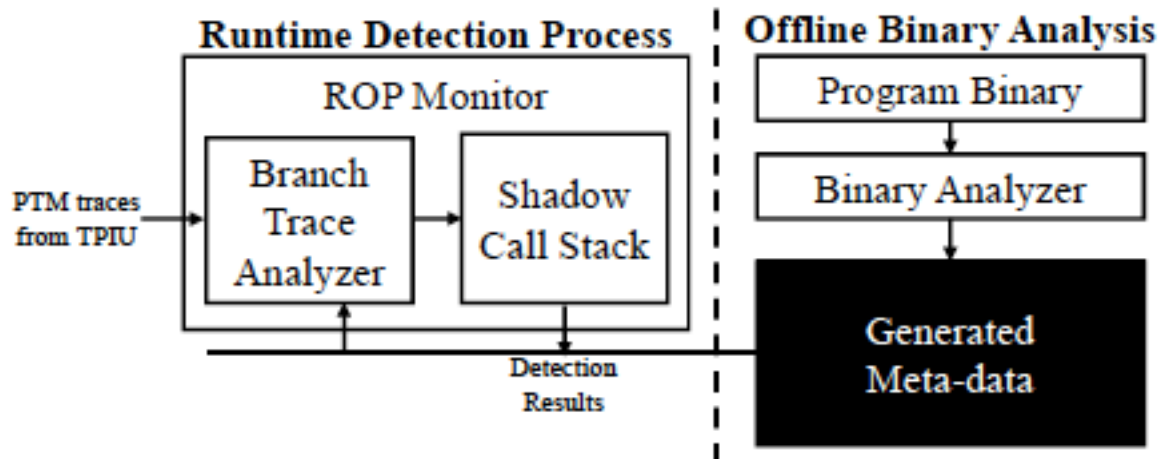 Runtime Detection Process
ROP Monitor
PTM traces
from TPIU
Branch
Trace
Analyzer
Shadow
Call Stack
Detection
Results
Offline Binary Analysis
Program Binary
Binary Analyzer
Generated
Meta-data